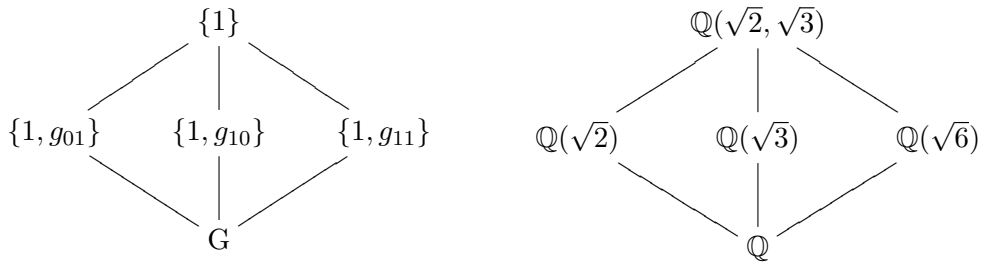 {1} ℚ(√2, √3)
{1, g₀₁} {1, g₁₀} {1, g₁₁} ℚ(√2) ℚ(√3) ℚ(√6)
G ℚ